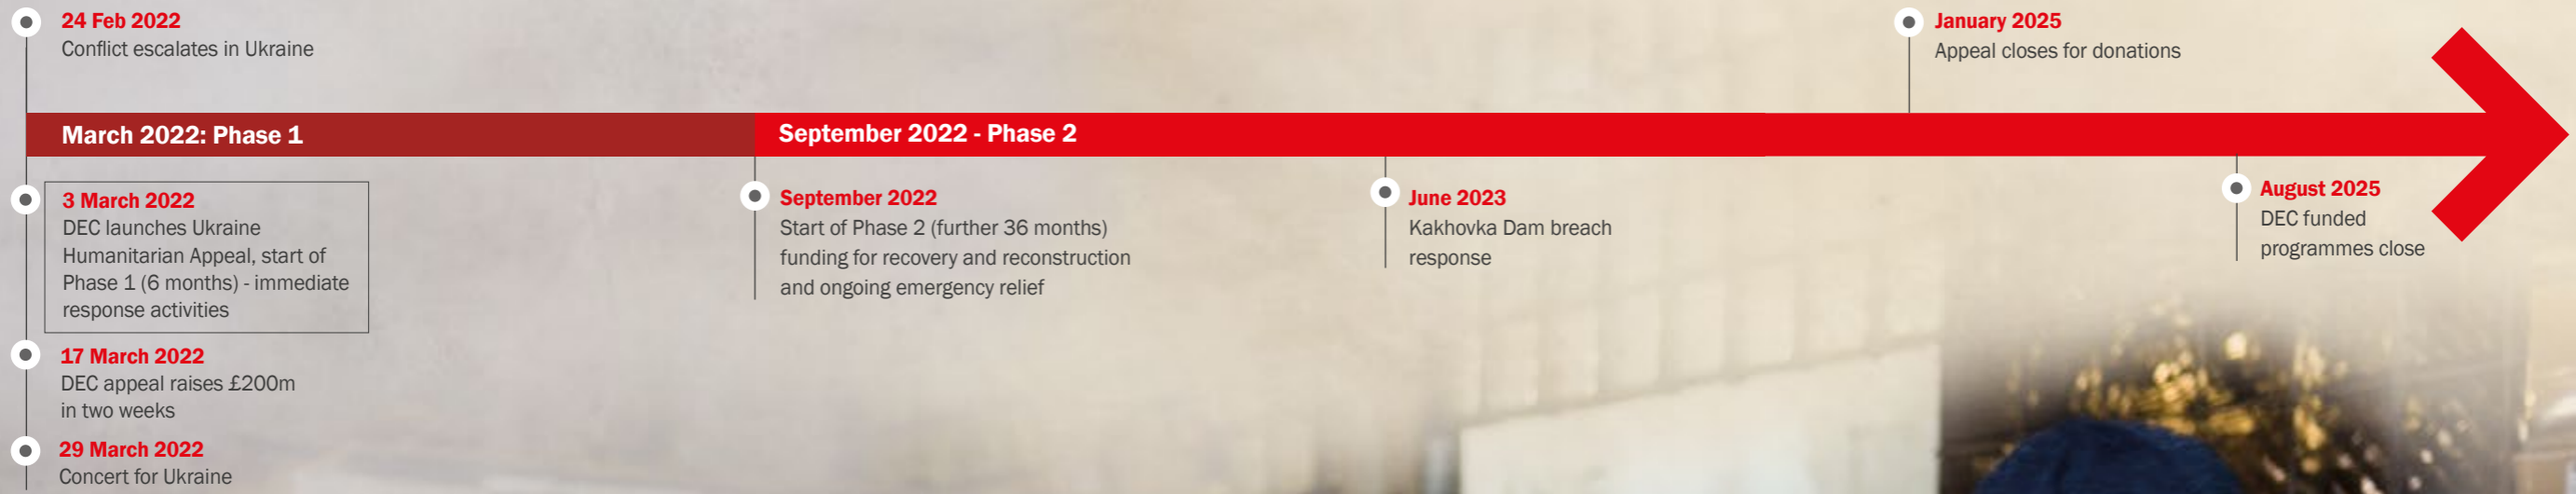 24 Feb 2022
Conflict escalates in Ukraine
January 2025
Appeal closes for donations
March 2022: Phase 1
September 2022 - Phase 2
3 March 2022
DEC launches Ukraine
Humanitarian Appeal, start of
Phase 1 (6 months) - immediate
response activities
17 March 2022
DEC appeal raises £200m
in two weeks
29 March 2022
Concert for Ukraine
September 2022
Start of Phase 2 (further 36 months)
funding for recovery and reconstruction
and ongoing emergency relief
June 2023
Kakhovka Dam breach
response
August 2025
DEC funded
programmes close